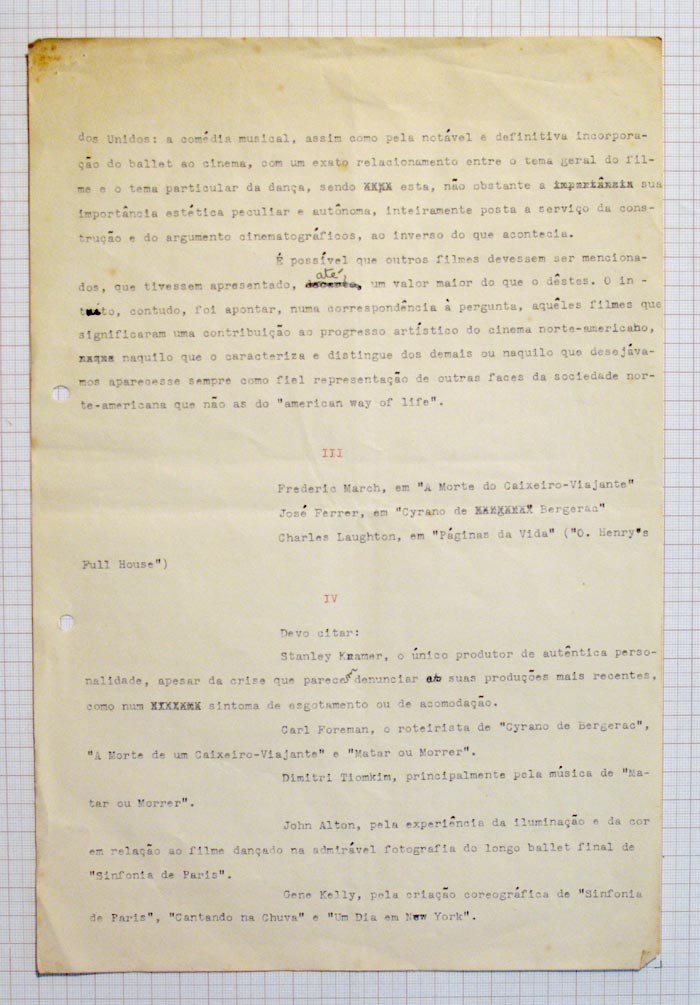 dos Unidos: a comédia musical, assim como pela notável e definitiva incorpora-
ção do ballet ao cinema, com um exato relacionamento entre o tema geral do fil-
me e o tema particular da dança, sendo XXXX esta, não obstante a importância sua
importância estética peculiar e autônoma, inteiramente posta a serviço da cons-
trução e do argumento cinematográficos, ao inverso do que acontecia.
É possível que outros filmes devessem ser menciona-
até,
dos, que tivessem apresentado, um valor maior do que o dêstes. O in-
tuito, contudo, foi apontar, numa correspondência à pergunta, aquêles filmes que
significaram uma contribuição ao progresso artístico do cinema norte-americano,
naquilo que o caracteriza e distingue dos demais ou naquilo que desejáva-
mos aparecesse sempre como fiel representação de outras faces da sociedade nor-
te-americana que não as do "american way of life".
III
Frederic March, em "A Morte do Caixeiro-Viajante"
José Ferrer, em "Cyrano de XXXXXXXX Bergerac"
Charles Laughton, em "Páginas da Vida" ("O. Henry's
Full House")
IV
Devo citar:
Stanley Kramer, o único produtor de autêntica perso-
nalidade, apesar da crise que parece denunciar suas produções mais recentes,
como num XXXXXXX sintoma de esgotamento ou de acomodação.
Carl Foreman, o roteirista de "Cyrano de Bergerac",
"A Morte de um Caixeiro-Viajante" e "Matar ou Morrer".
Dimitri Tiomkim, principalmente pela música de "Ma-
tar ou Morrer".
John Alton, pela experiência da iluminação e da cor
em relação ao filme dançado na admirável fotografia do longo ballet final de
"Sinfonia de Paris".
Gene Kelly, pela criação coreográfica de "Sinfonia
de Paris", "Cantando na Chuva" e "Um Dia em New York".